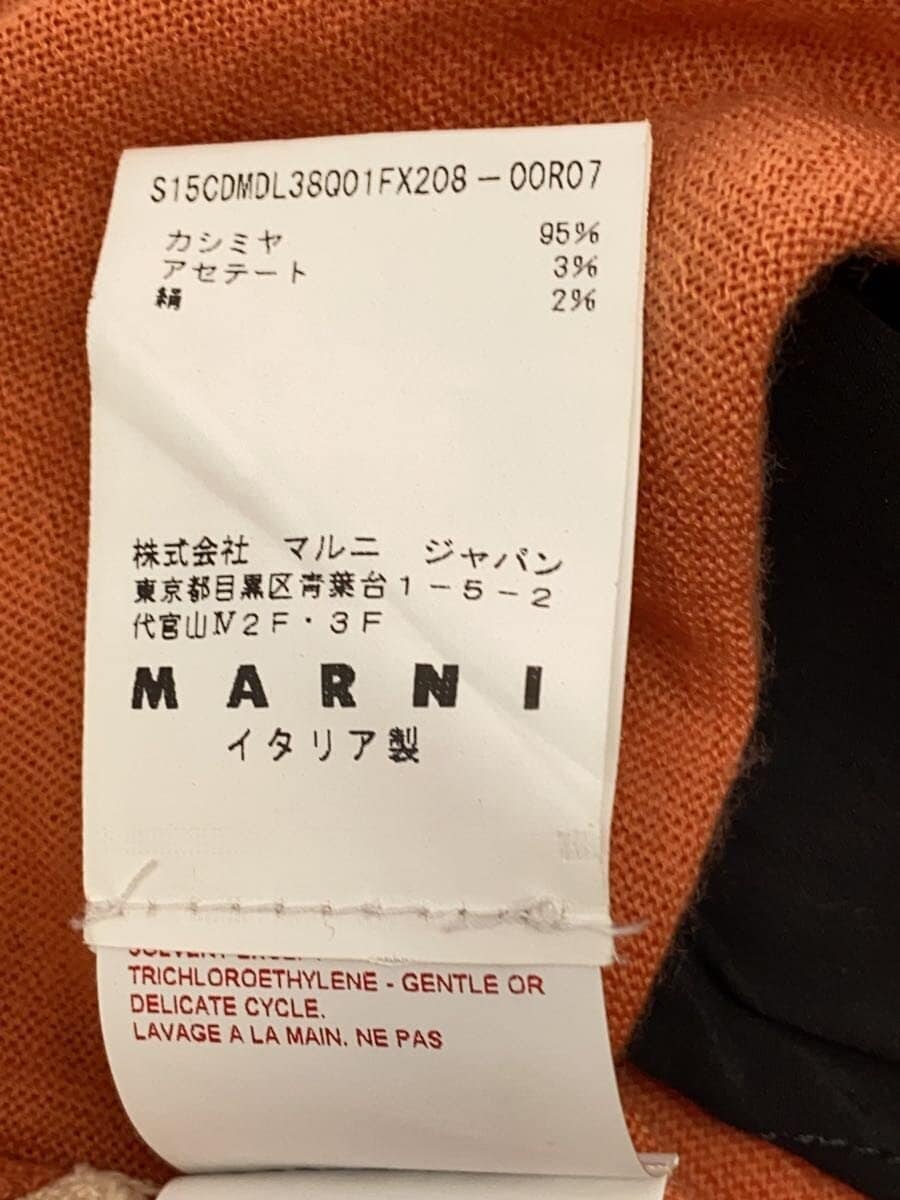 S15CDMDL38Q01FX208-00R07
カシミヤ 95%
アセテート 3%
絹 2%
株式会社 マルニ ジャパン
東京都目黒区青葉台1-5-2
代官山Ⅳ2F・3F
MARNI
イタリア製
TRICHLOROETHYLENE - GENTLE OR
DELICATE CYCLE.
LAVAGE A LA MAIN. NE PAS